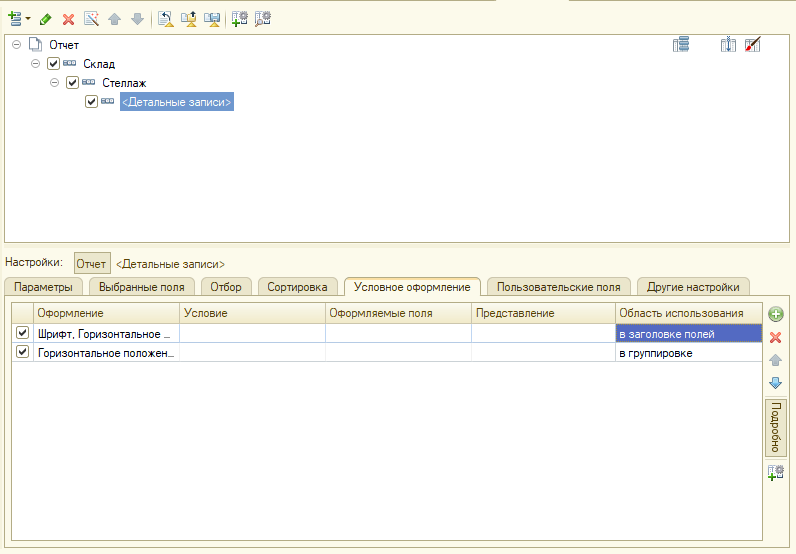 Отчет
Склад
Стеллаж
<Детальные записи>
Настройки: Отчет <Детальные записи>
Параметры Выбранные поля Отбор Сортировка Условное оформление Пользовательские поля Другие настройки
Оформление Условие Оформляемые поля Представление Область использования
Шрифт, Горизонтальное ... в заголовке полей
Горизонтальное положен... в группировке
Подробно